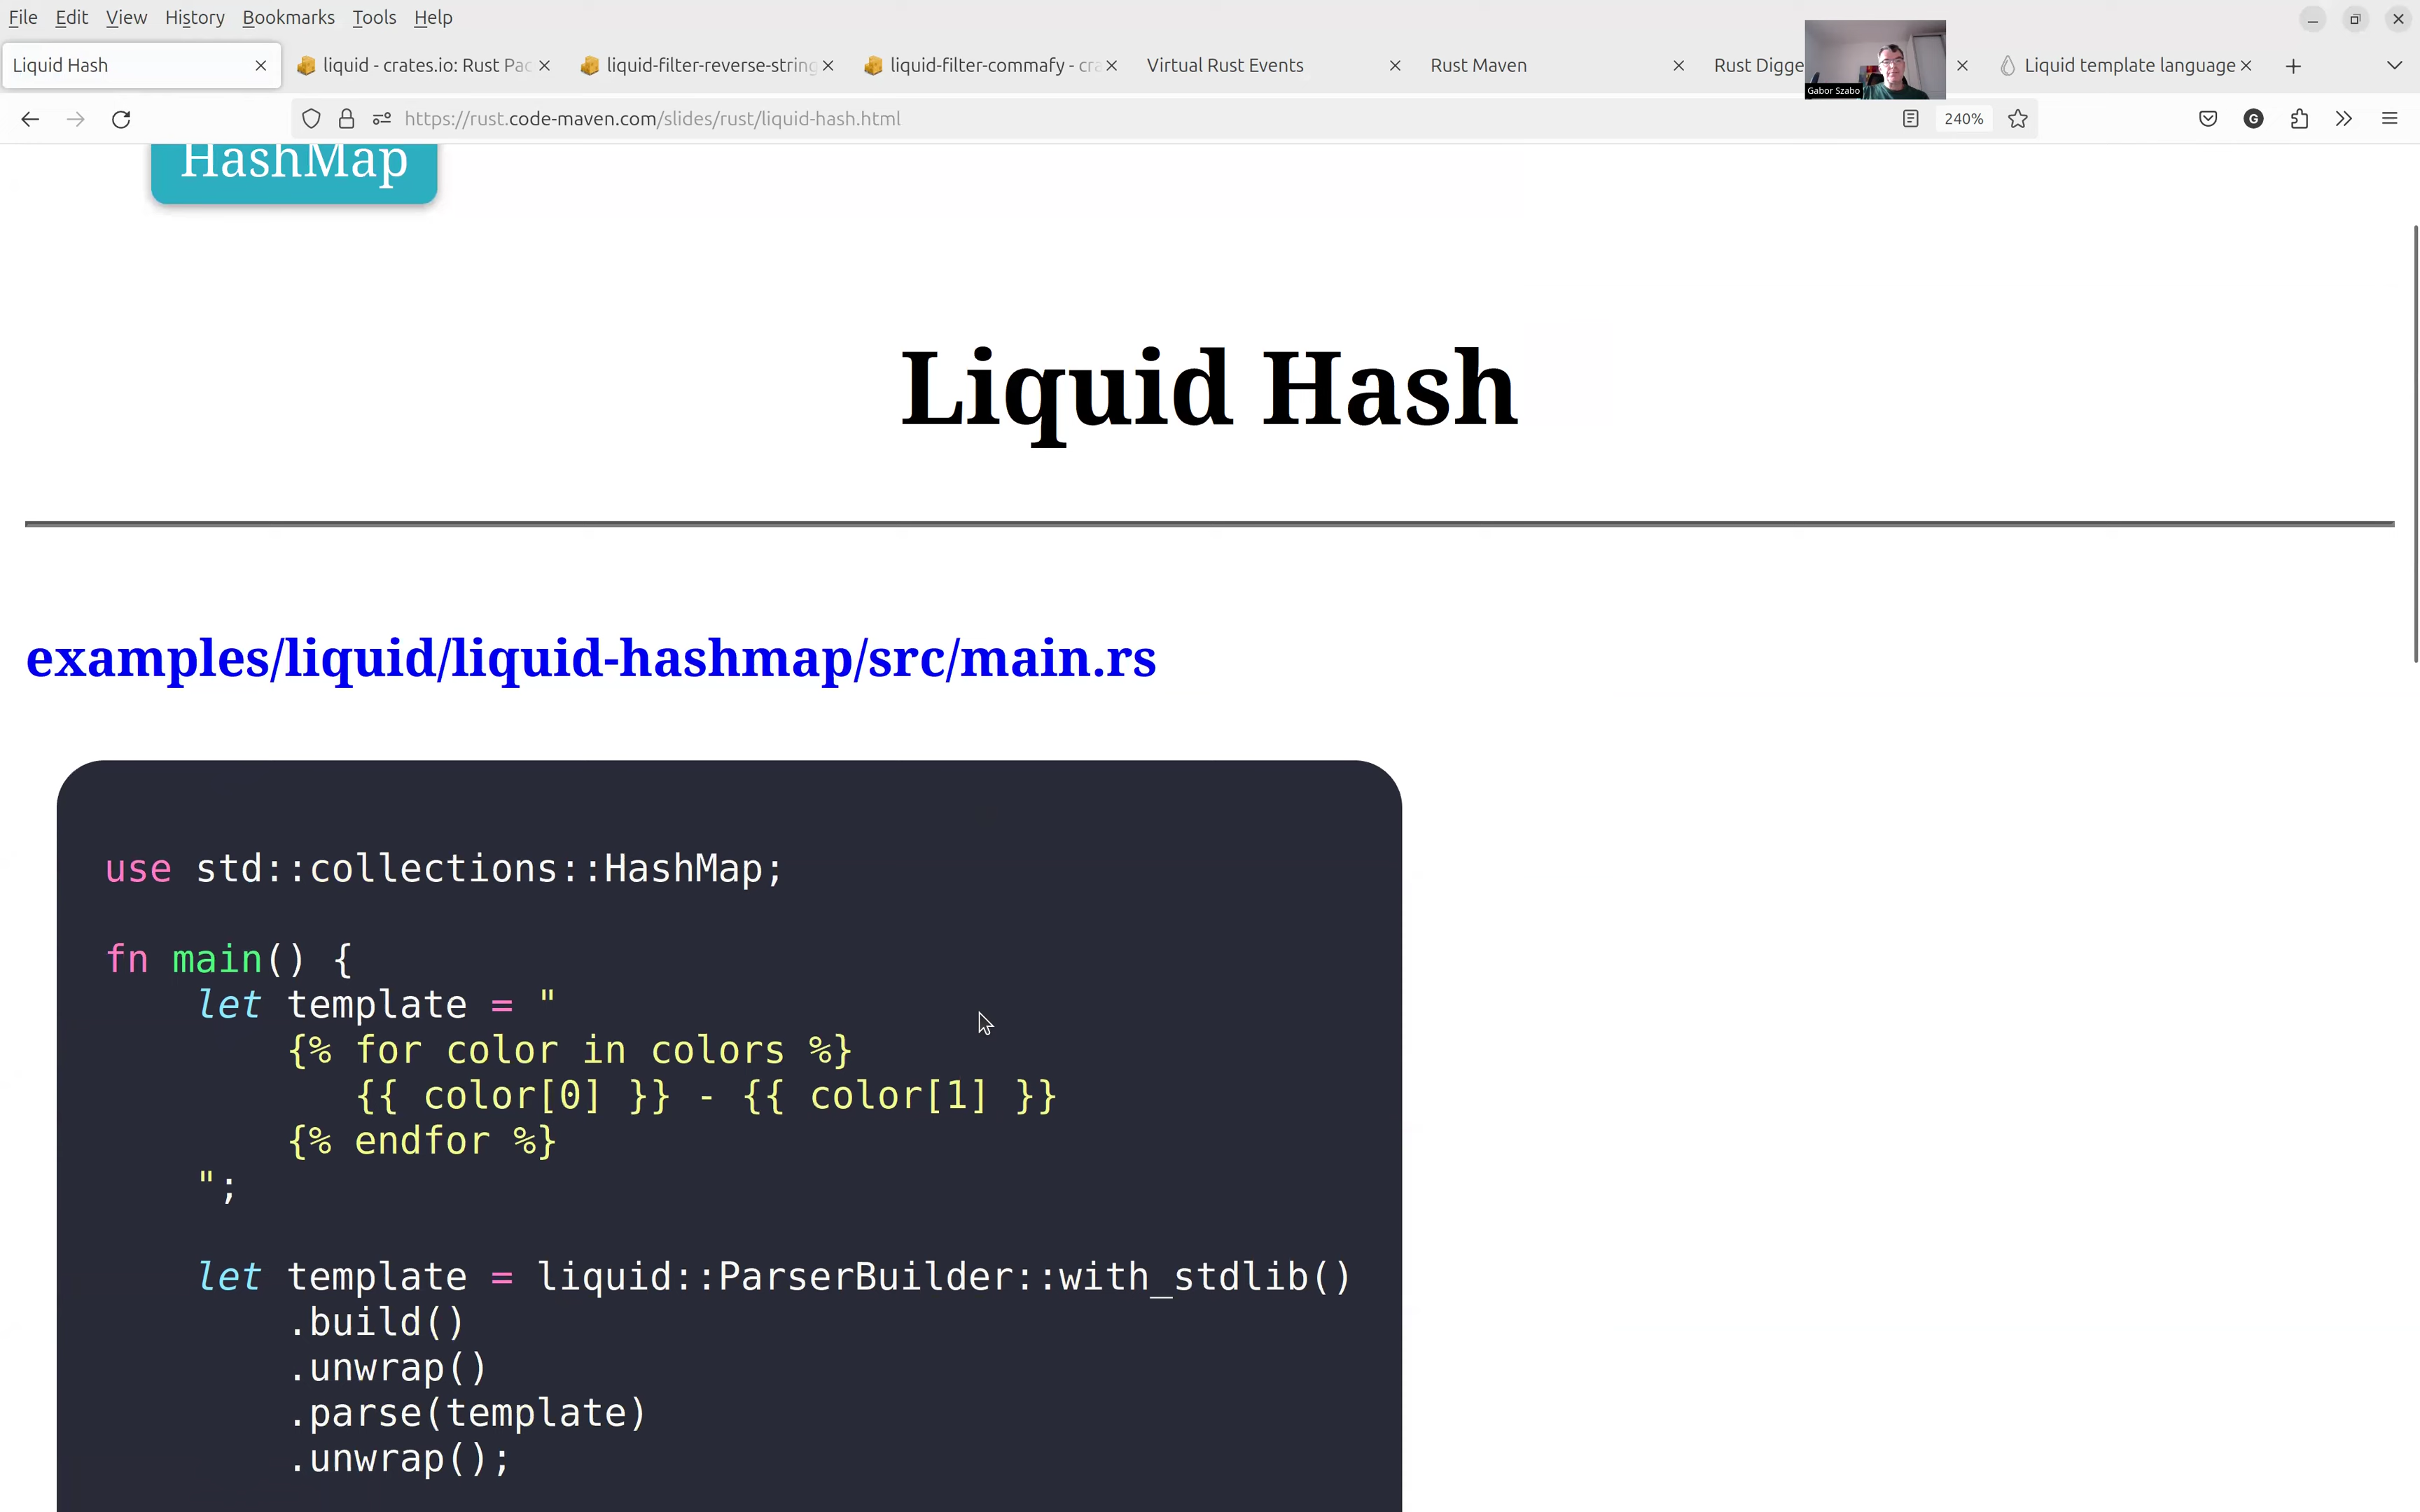 File Edit View History Bookmarks Tools Help
Liquid Hash
liquid - crates.io: Rust Pac
liquid-filter-reverse-string
liquid-filter-commafy - cra
Virtual Rust Events
Rust Maven
Rust Digge
Gabor Szabo
Liquid template language
https://rust.code-maven.com/slides/rust/liquid-hash.html
240%
G
HashMap
Liquid Hash
examples/liquid/liquid-hashmap/src/main.rs
use std::collections::HashMap;
fn main() {
let template = "
{% for color in colors %}
{{ color[0] }} - {{ color[1] }}
{% endfor %}
";
let template = liquid::ParserBuilder::with_stdlib()
.build()
.unwrap()
.parse(template)
.unwrap();